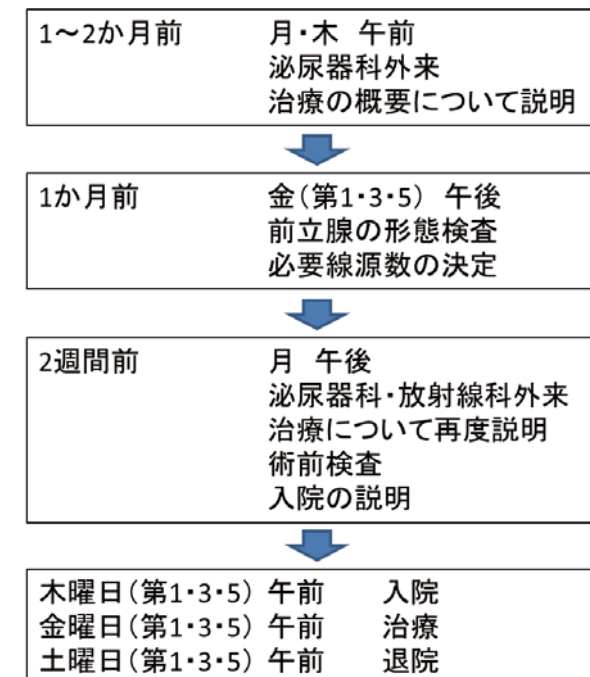 1～2か月前 月・木 午前
泌尿器科外来
治療の概要について説明
1か月前 金(第1・3・5) 午後
前立腺の形態検査
必要線源数の決定
2週間前 月 午後
泌尿器科・放射線科外来
治療について再度説明
術前検査
入院の説明
木曜日(第1・3・5) 午前 入院
金曜日(第1・3・5) 午前 治療
土曜日(第1・3・5) 午前 退院